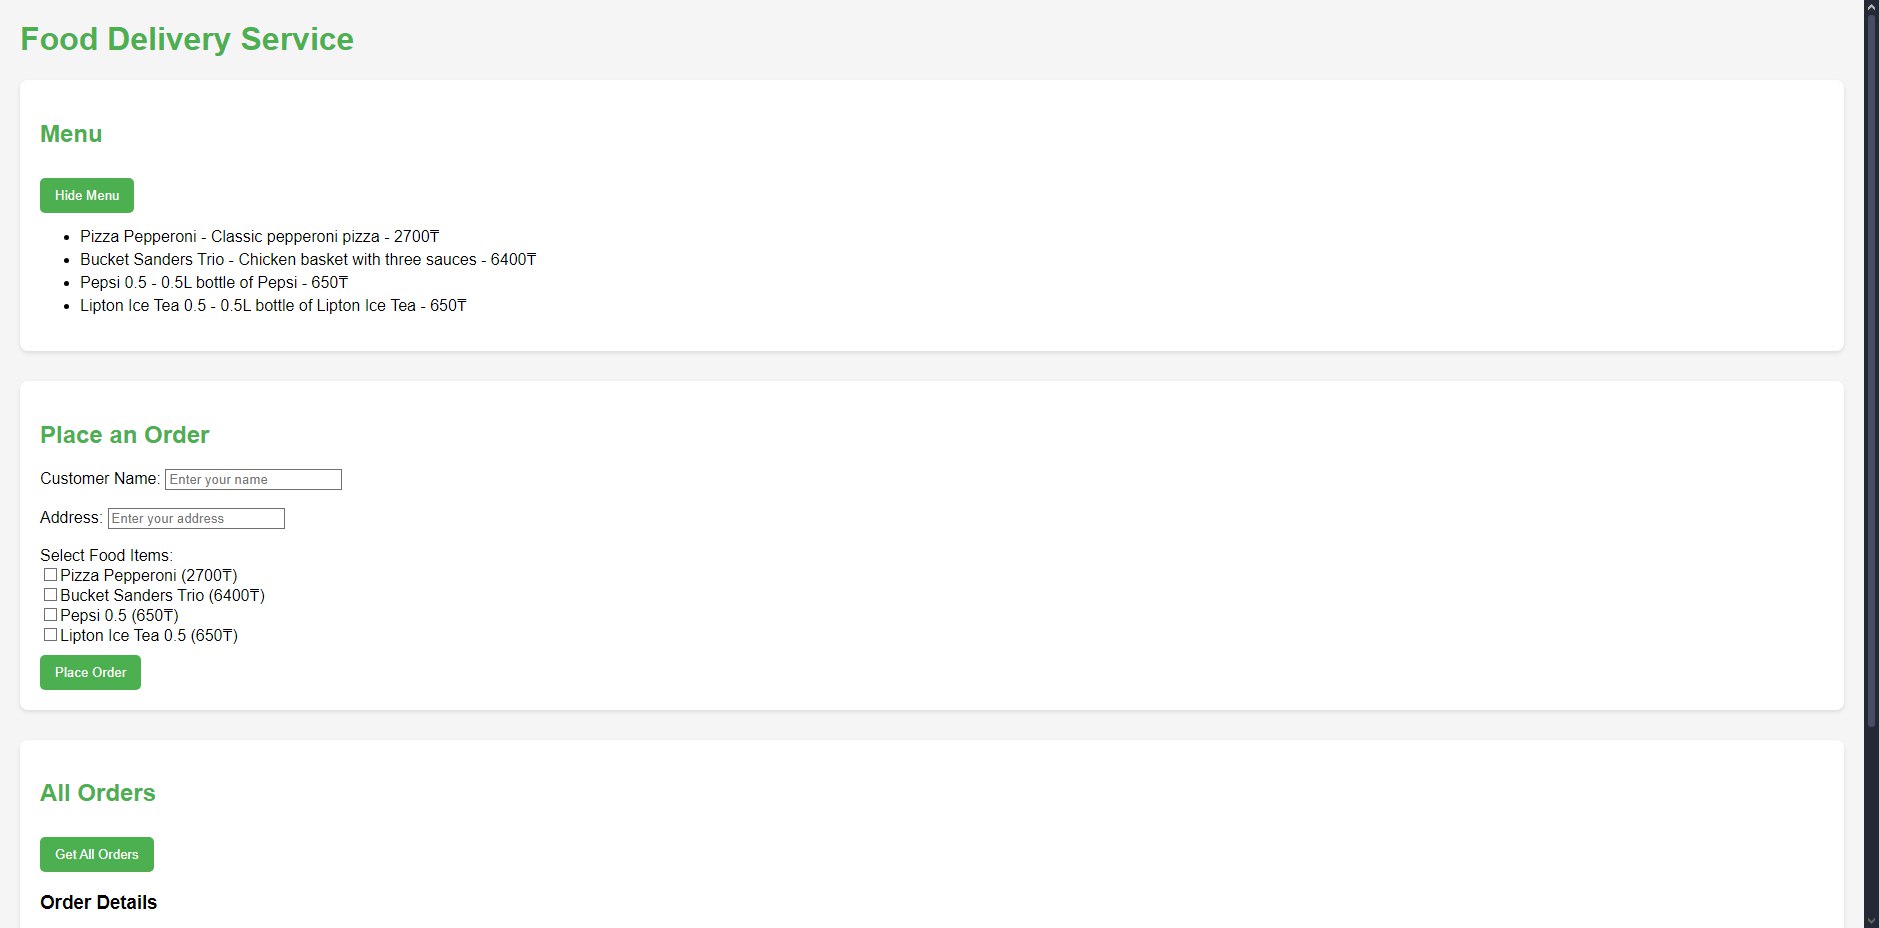 Food Delivery Service
Menu
Hide Menu
Pizza Pepperoni - Classic pepperoni pizza - 2700₸
Bucket Sanders Trio - Chicken basket with three sauces - 6400₸
Pepsi 0.5 - 0.5L bottle of Pepsi - 650₸
Lipton Ice Tea 0.5 - 0.5L bottle of Lipton Ice Tea - 650₸
Place an Order
Customer Name: Enter your name
Address: Enter your address
Select Food Items:
Pizza Pepperoni (2700₸)
Bucket Sanders Trio (6400₸)
Pepsi 0.5 (650₸)
Lipton Ice Tea 0.5 (650₸)
Place Order
All Orders
Get All Orders
Order Details